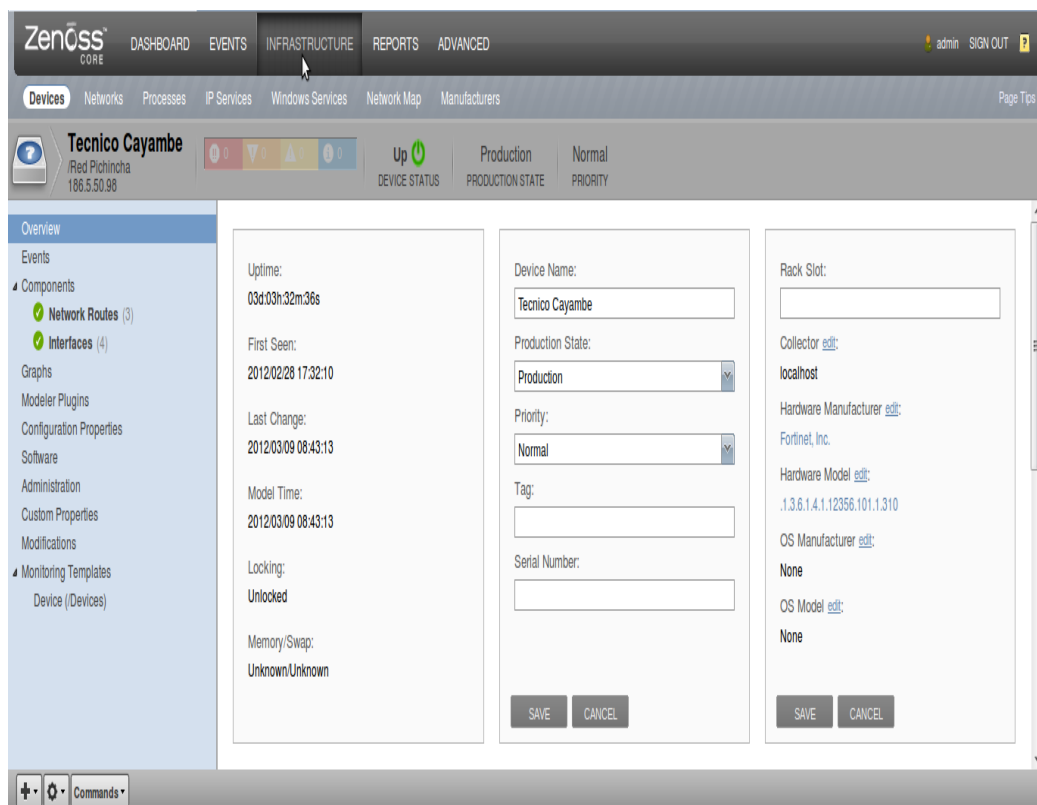 Zenōss™ CORE DASHBOARD EVENTS INFRASTRUCTURE REPORTS ADVANCED admin SIGN OUT ?
Devices Networks Processes IP Services Windows Services Network Map Manufacturers Page Tips
Tecnico Cayambe
/Red Pichincha
186.5.50.98
0 0 0
Up
DEVICE STATUS
Production
PRODUCTION STATE
Normal
PRIORITY
Overview
Events
Components
Network Routes (3)
Interfaces (4)
Graphs
Modeler Plugins
Configuration Properties
Software
Administration
Custom Properties
Modifications
Monitoring Templates
Device (/Devices)
Uptime:
03d:03h:32m:36s
First Seen:
2012/02/28 17:32:10
Last Change:
2012/03/09 08:43:13
Model Time:
2012/03/09 08:43:13
Locking:
Unlocked
Memory/Swap:
Unknown/Unknown
Device Name:
Tecnico Cayambe
Production State:
Production
Priority:
Normal
Tag:
Serial Number:
SAVE CANCEL
Rack Slot:
Collector edit:
localhost
Hardware Manufacturer edit:
Fortinet, Inc.
Hardware Model edit:
.1.3.6.1.4.1.12356.101.1.310
OS Manufacturer edit:
None
OS Model edit:
None
SAVE CANCEL
Commands